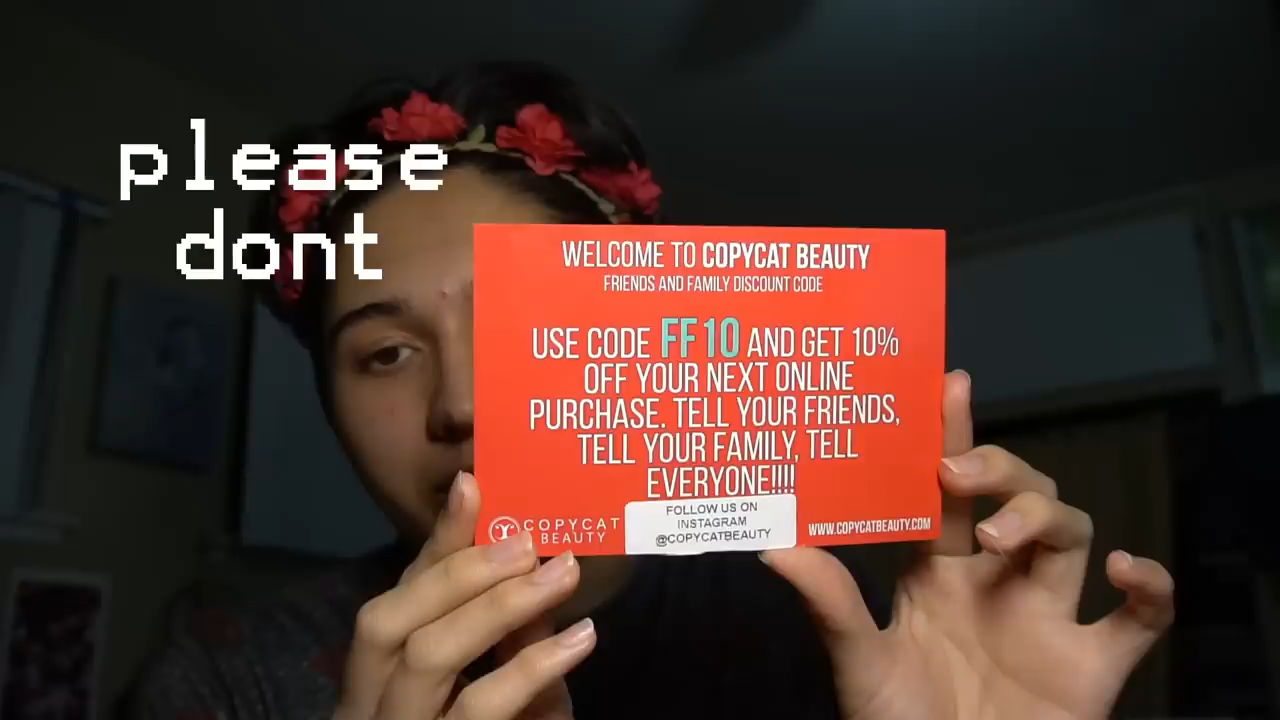 please
dont
WELCOME TO COPYCAT BEAUTY
FRIENDS AND FAMILY DISCOUNT CODE
USE CODE FF10 AND GET 10%
OFF YOUR NEXT ONLINE
PURCHASE. TELL YOUR FRIENDS,
TELL YOUR FAMILY, TELL
EVERYONE!!!!
COPYCAT
BEAUTY
FOLLOW US ON
INSTAGRAM
@COPYCATBEAUTY
WWW.COPYCATBEAUTY.COM